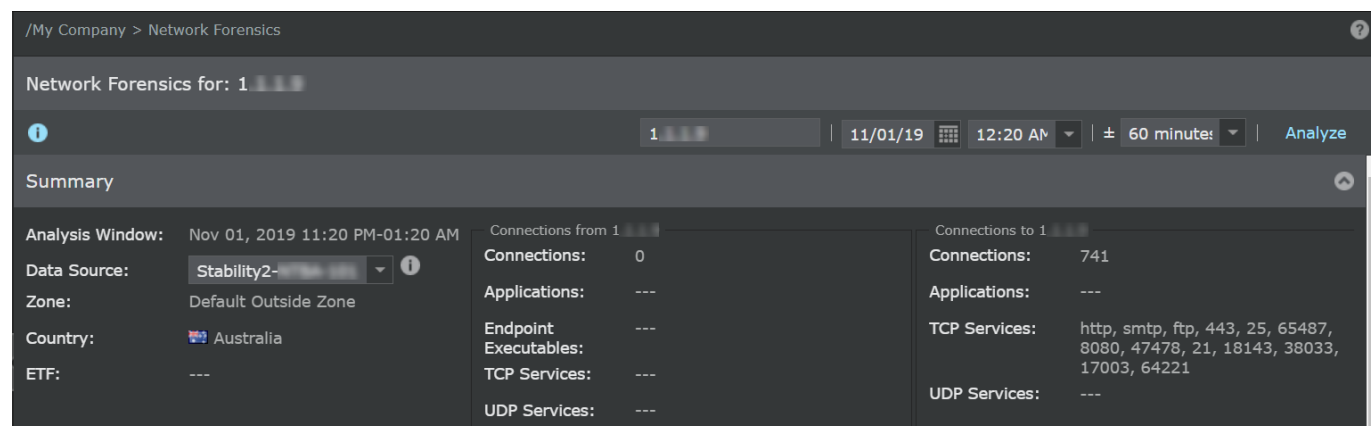 /My Company > Network Forensics
Network Forensics for: 1
1
11/01/19
12:20 AM
±
60 minutes
Analyze
Summary
Analysis Window: Nov 01, 2019 11:20 PM-01:20 AM
Data Source: Stability2-
Zone: Default Outside Zone
Country: Australia
ETF: ---
Connections from 1
Connections: 0
Applications: ---
Endpoint
Executables: ---
TCP Services: ---
UDP Services: ---
Connections to 1
Connections: 741
Applications: ---
TCP Services: http, smtp, ftp, 443, 25, 65487,
8080, 47478, 21, 18143, 38033,
17003, 64221
UDP Services: ---